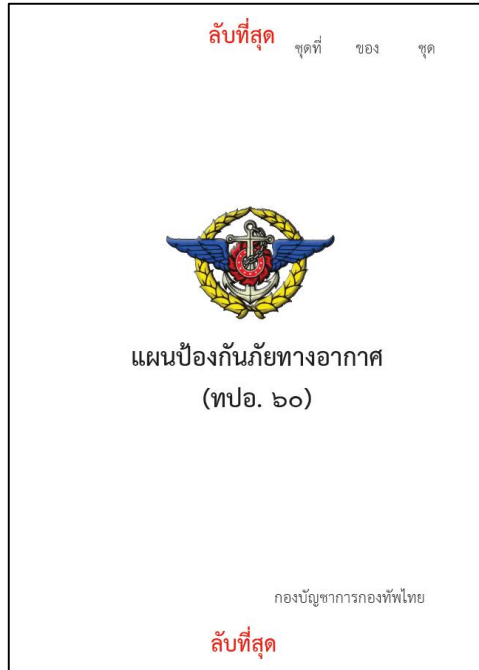 ลับที่สุด
ชุดที่ ของ ชุด
แผนป้องกันภัยทางอากาศ
(ทปอ. ๖๐)
กองบัญชาการกองทัพไทย
ลับที่สุด